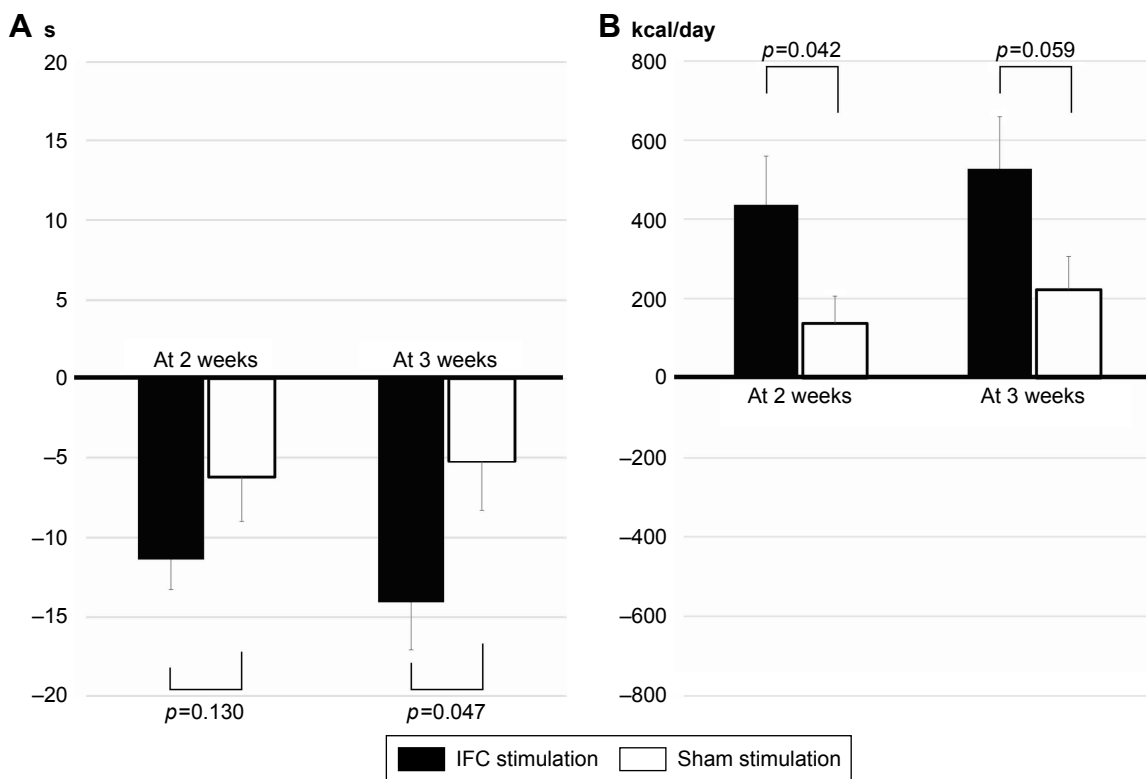 A s
20
15
10
5
0
–5
–10
–15
–20
At 2 weeks
At 3 weeks
p=0.130
p=0.047
B kcal/day
800
600
400
200
0
–200
–400
–600
–800
p=0.042
p=0.059
At 2 weeks
At 3 weeks
IFC stimulation
Sham stimulation